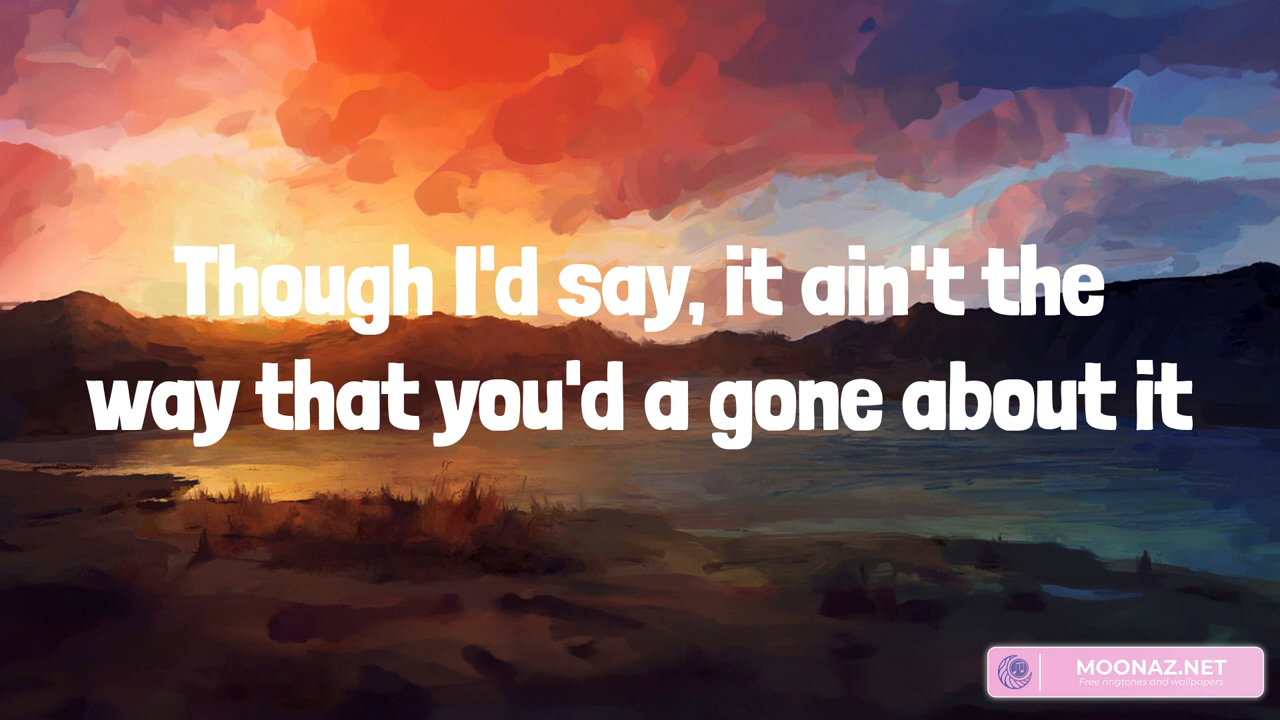 Though I'd say, it ain't the
way that you'd a gone about it
MOONAZ.NET
Free ringtones and wallpapers